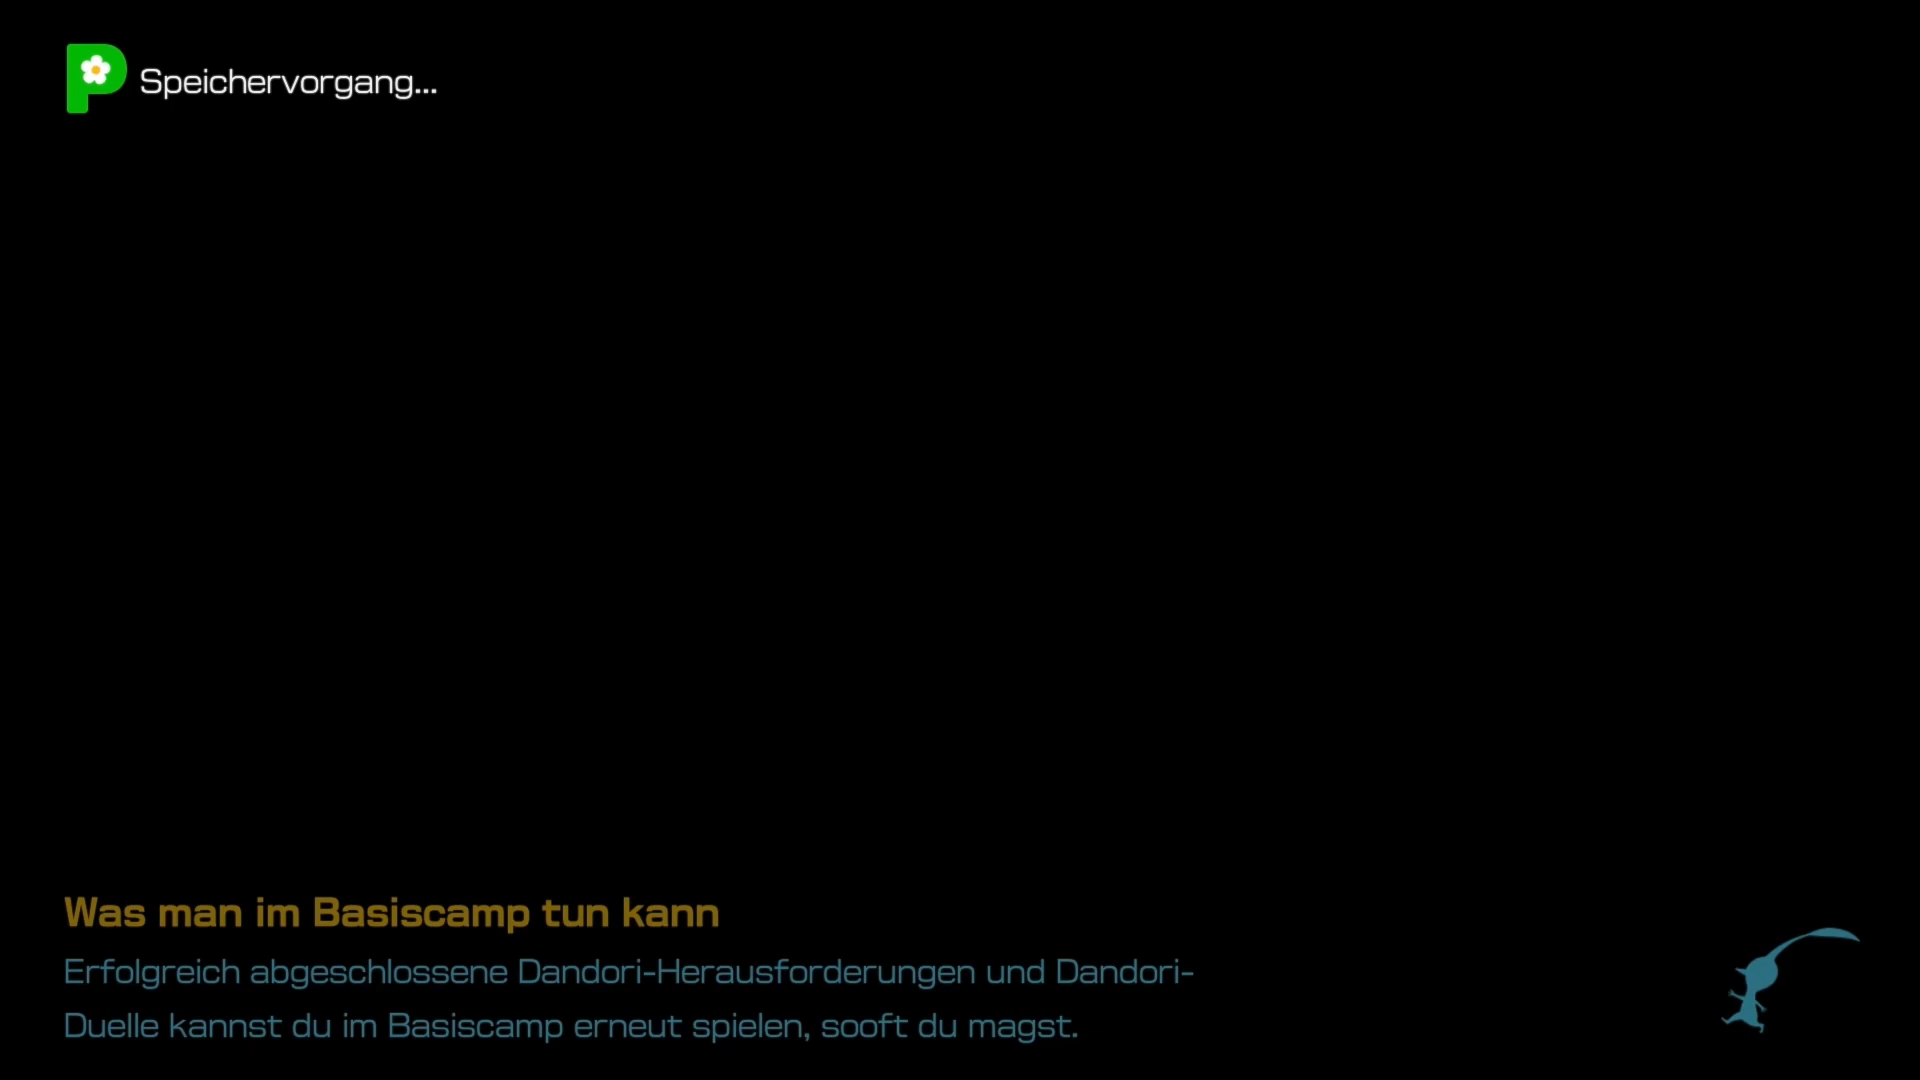 Speichervorgang...
Was man im Basiscamp tun kann
Erfolgreich abgeschlossene Dandori-Herausforderungen und Dandori-
Duelle kannst du im Basiscamp erneut spielen, sooft du magst.